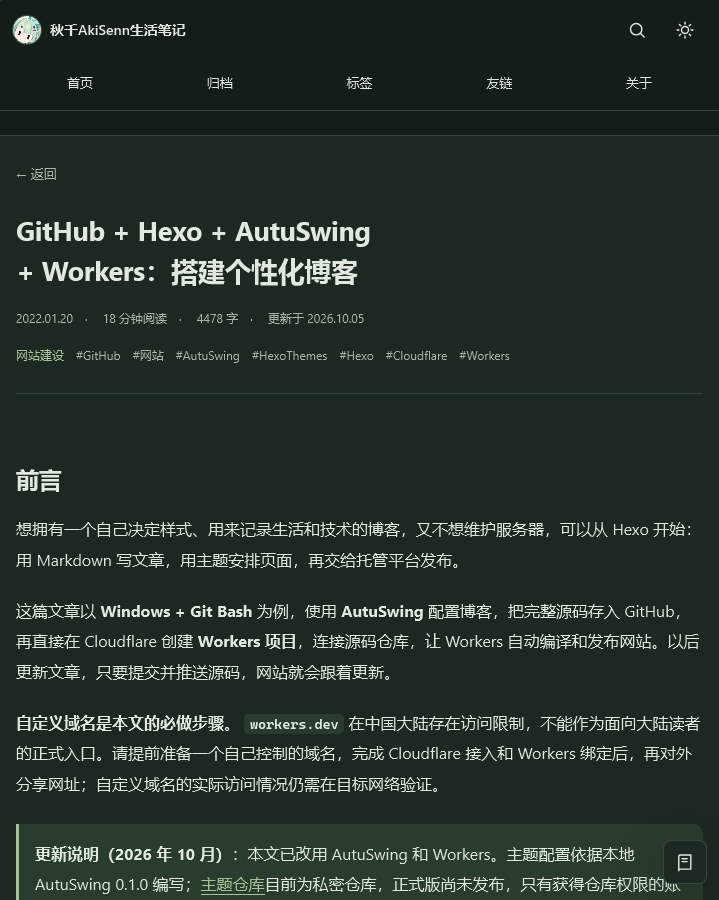 秋千AkiSenn生活笔记
首页 归档 标签 友链 关于
← 返回
GitHub + Hexo + AutuSwing
+ Workers：搭建个性化博客
2022.01.20 · 18 分钟阅读 · 4478 字 · 更新于 2026.10.05
网站建设 #GitHub #网站 #AutuSwing #HexoThemes #Hexo #Cloudflare #Workers
前言
想拥有一个自己决定样式、用来记录生活和技术的博客，又不想维护服务器，可以从 Hexo 开始：
用 Markdown 写文章，用主题安排页面，再交给托管平台发布。
这篇文章以 Windows + Git Bash 为例，使用 AutuSwing 配置博客，把完整源码存入 GitHub，
再直接在 Cloudflare 创建 Workers 项目，连接源码仓库，让 Workers 自动编译和发布网站。以后
更新文章，只要提交并推送源码，网站就会跟着更新。
自定义域名是本文的必做步骤。 workers.dev 在中国大陆存在访问限制，不能作为面向大陆读者
的正式入口。请提前准备一个自己控制的域名，完成 Cloudflare 接入和 Workers 绑定后，再对外
分享网址；自定义域名的实际访问情况仍需在目标网络验证。
更新说明（2026 年 10 月）：本文已改用 AutuSwing 和 Workers。主题配置依据本地
AutuSwing 0.1.0 编写；主题仓库目前为私密仓库，正式版尚未发布，只有获得仓库权限的账